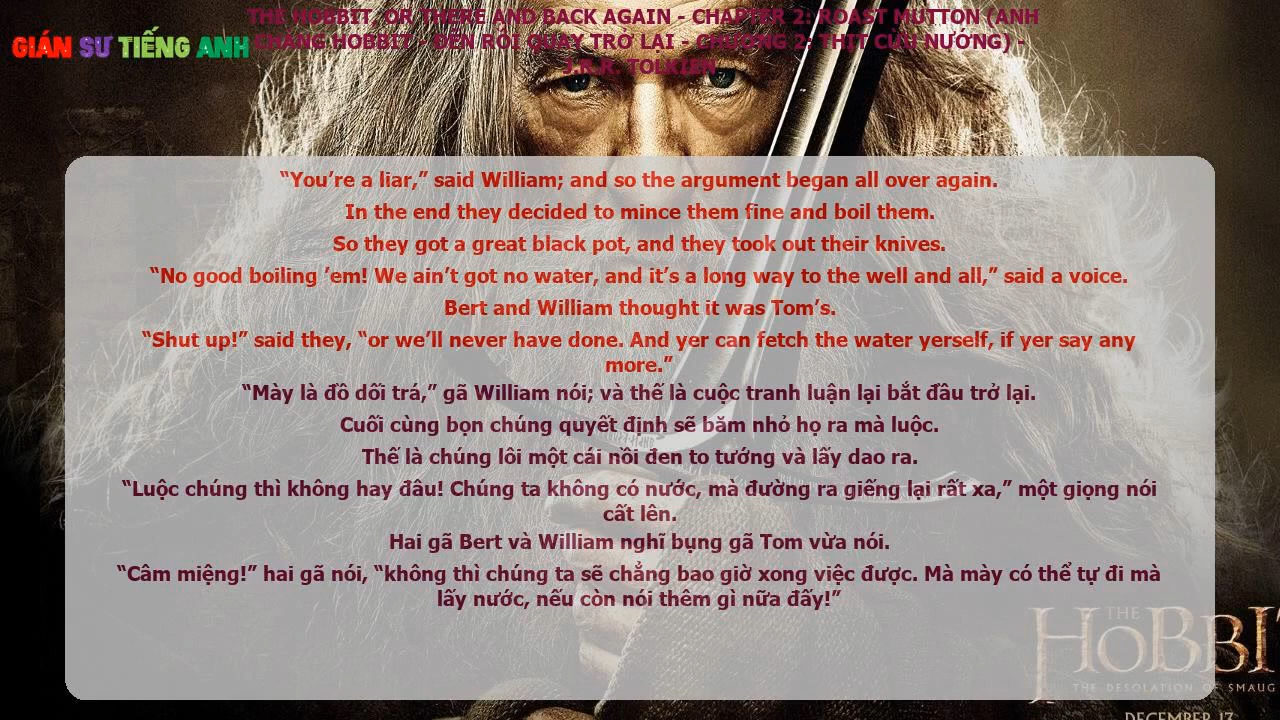 THE HOBBIT, OR THERE AND BACK AGAIN - CHAPTER 2: ROAST MUTTON (ANH
CHÀNG HOBBIT - ĐẾN RỒI QUAY TRỞ LẠI - CHƯƠNG 2: THỊT CỪU NƯỚNG) -
J.R.R. TOLKIEN
GIÁN SƯ TIẾNG ANH
“You’re a liar,” said William; and so the argument began all over again.
In the end they decided to mince them fine and boil them.
So they got a great black pot, and they took out their knives.
“No good boiling ’em! We ain’t got no water, and it’s a long way to the well and all,” said a voice.
Bert and William thought it was Tom’s.
“Shut up!” said they, “or we’ll never have done. And yer can fetch the water yerself, if yer say any
more.”
“Mày là đồ dối trá,” gã William nói; và thế là cuộc tranh luận lại bắt đầu trở lại.
Cuối cùng bọn chúng quyết định sẽ băm nhỏ họ ra mà luộc.
Thế là chúng lôi một cái nồi đen to tướng và lấy dao ra.
“Luộc chúng thì không hay đâu! Chúng ta không có nước, mà đường ra giếng lại rất xa,” một giọng nói
cất lên.
Hai gã Bert và William nghĩ bụng gã Tom vừa nói.
“Câm miệng!” hai gã nói, “không thì chúng ta sẽ chẳng bao giờ xong việc được. Mà mày có thể tự đi mà
lấy nước, nếu còn nói thêm gì nữa đấy!”
THE
HOBBIT
THE DESOLATION OF SMAUG
DECEMBER 13